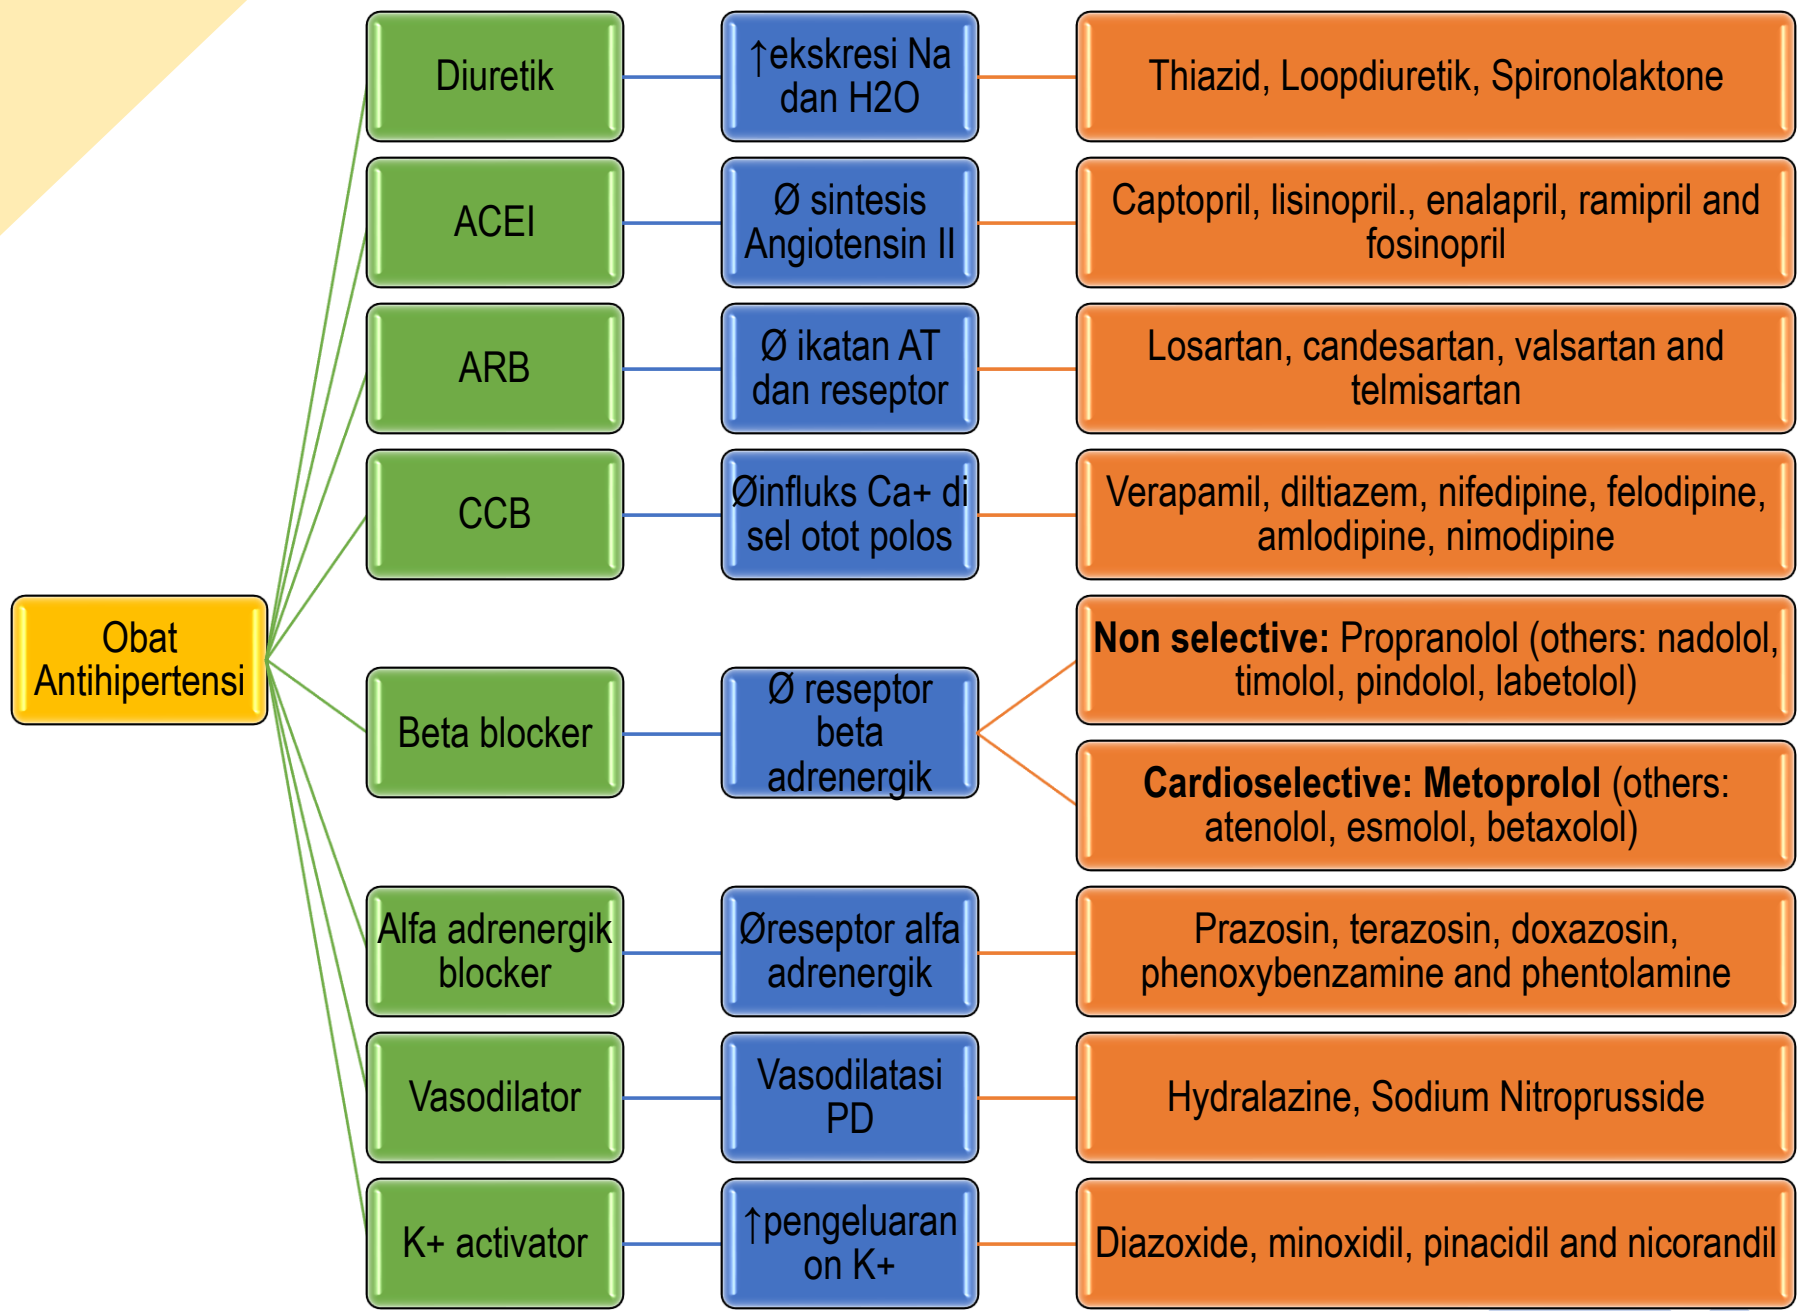 Diuretik
↑ekskresi Na
dan H2O
Thiazid, Loopdiuretik, Spironolaktone
ACEI
Ø sintesis
Angiotensin II
Captopril, lisinopril., enalapril, ramipril and
fosinopril
ARB
Ø ikatan AT
dan reseptor
Losartan, candesartan, valsartan and
telmisartan
CCB
Øinfluks Ca+ di
sel otot polos
Verapamil, diltiazem, nifedipine, felodipine,
amlodipine, nimodipine
Obat
Antihipertensi
Beta blocker
Ø reseptor
beta
adrenergik
Non selective: Propranolol (others: nadolol,
timolol, pindolol, labetolol)
Cardioselective: Metoprolol (others:
atenolol, esmolol, betaxolol)
Alfa adrenergik
blocker
Øreseptor alfa
adrenergik
Prazosin, terazosin, doxazosin,
phenoxybenzamine and phentolamine
Vasodilator
Vasodilatasi
PD
Hydralazine, Sodium Nitroprusside
K+ activator
↑pengeluaran
on K+
Diazoxide, minoxidil, pinacidil and nicorandil